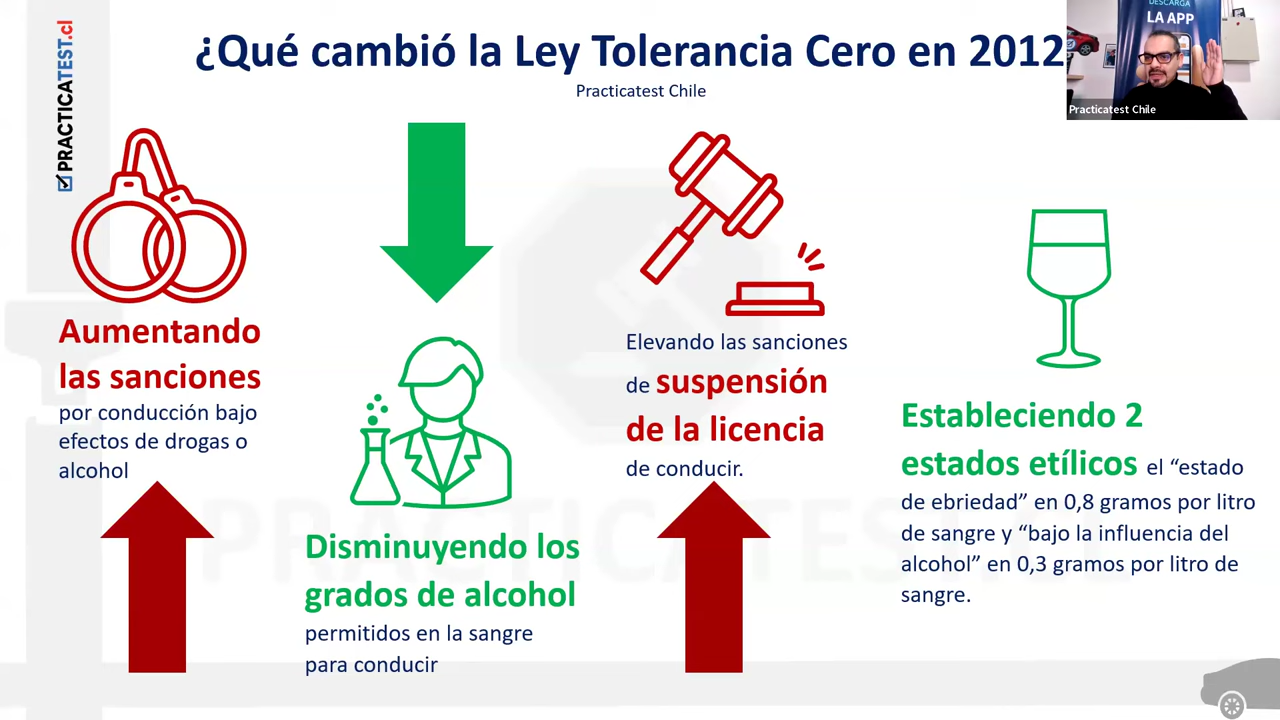 PRACTICATEST.cl
¿Qué cambió la Ley Tolerancia Cero en 2012
Practicatest Chile
DESCARGA
LA APP
Practicatest Chile
Aumentando
las sanciones
por conducción bajo
efectos de drogas o
alcohol
Disminuyendo los
grados de alcohol
permitidos en la sangre
para conducir
Elevando las sanciones
de suspensión
de la licencia
de conducir.
Estableciendo 2
estados etílicos el “estado
de ebriedad” en 0,8 gramos por litro
de sangre y “bajo la influencia del
alcohol” en 0,3 gramos por litro de
sangre.
PRACTICATEST.CL